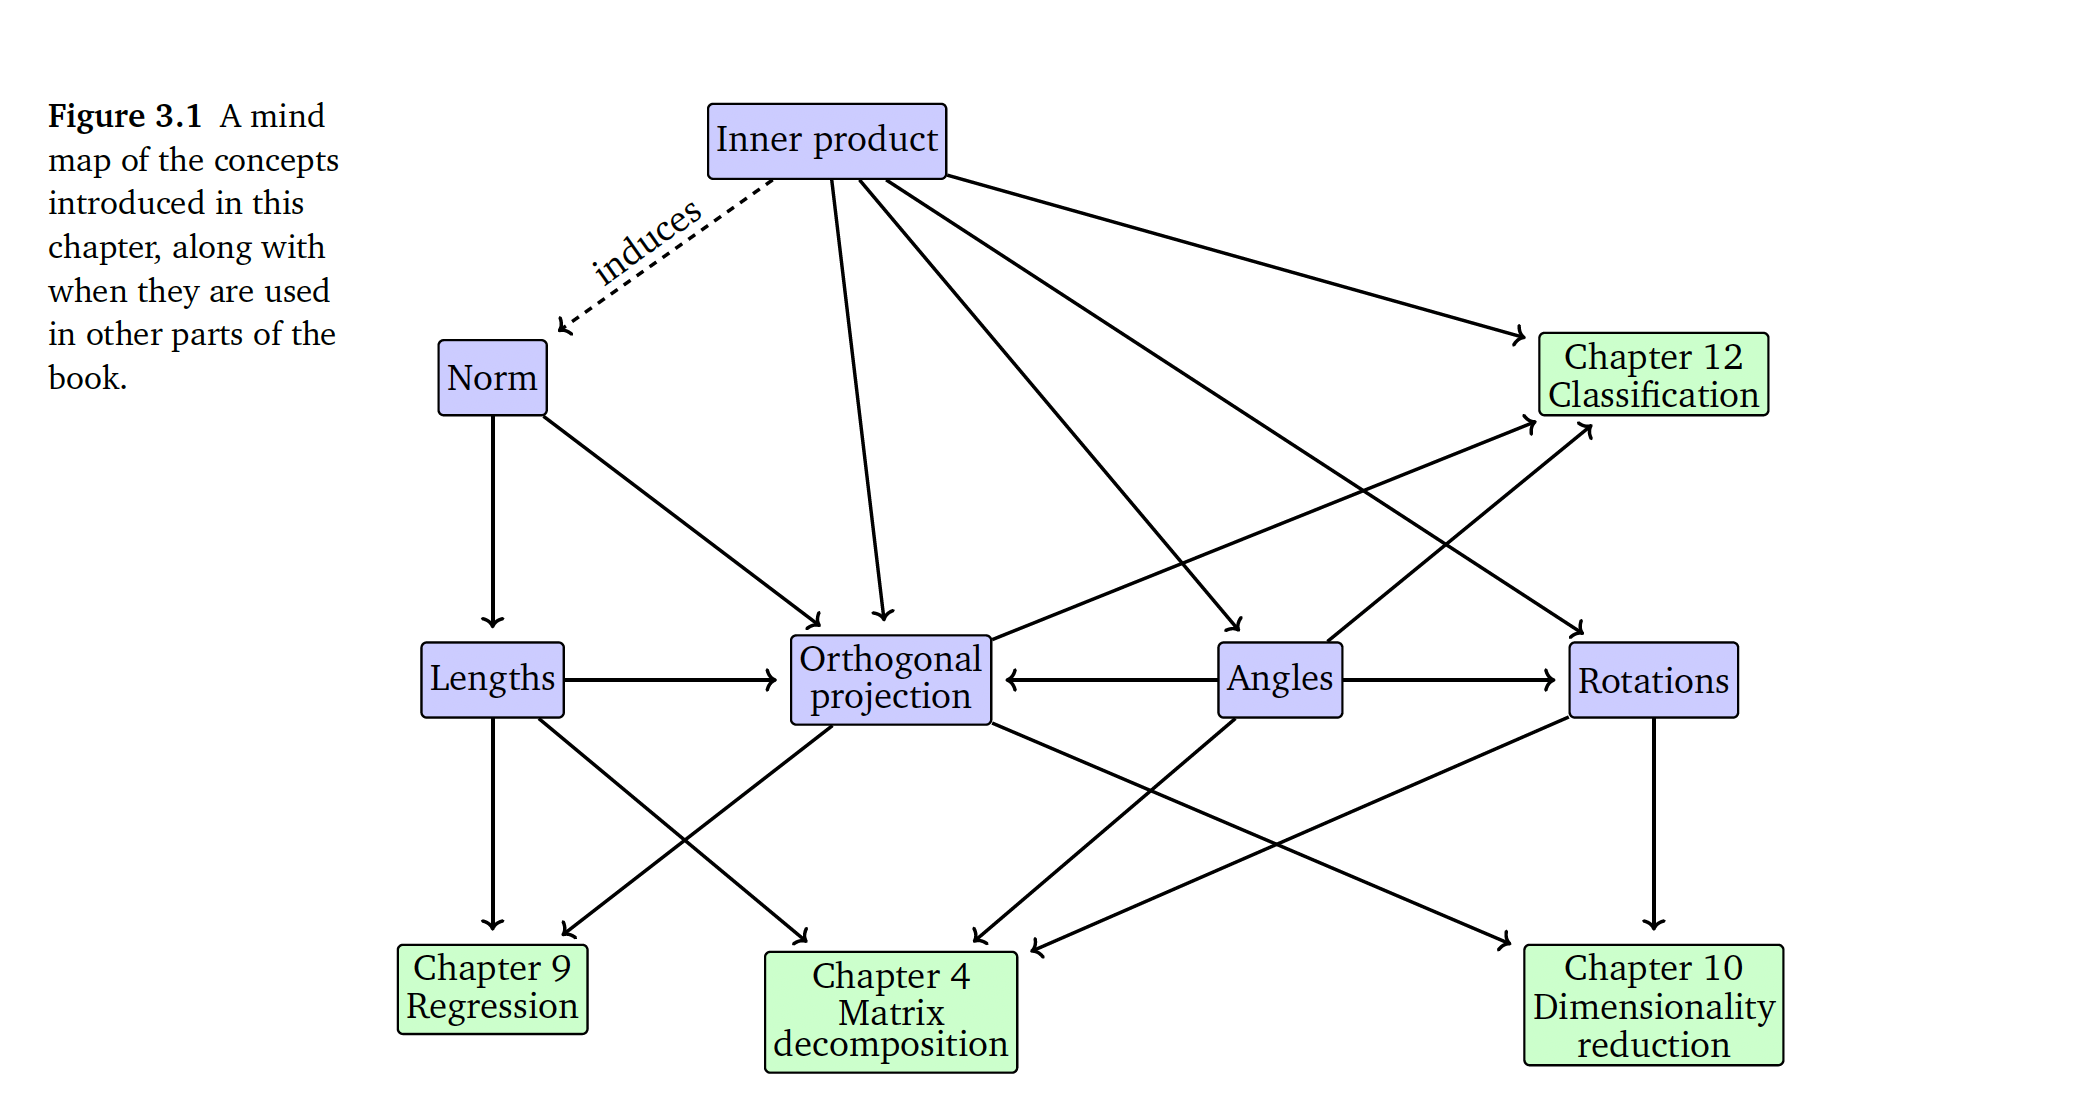 Figure 3.1 A mind
map of the concepts
introduced in this
chapter, along with
when they are used
in other parts of the
book.
Inner product
induces
Norm
Chapter 12
Classification
Lengths
Orthogonal
projection
Angles
Rotations
Chapter 9
Regression
Chapter 4
Matrix
decomposition
Chapter 10
Dimensionality
reduction